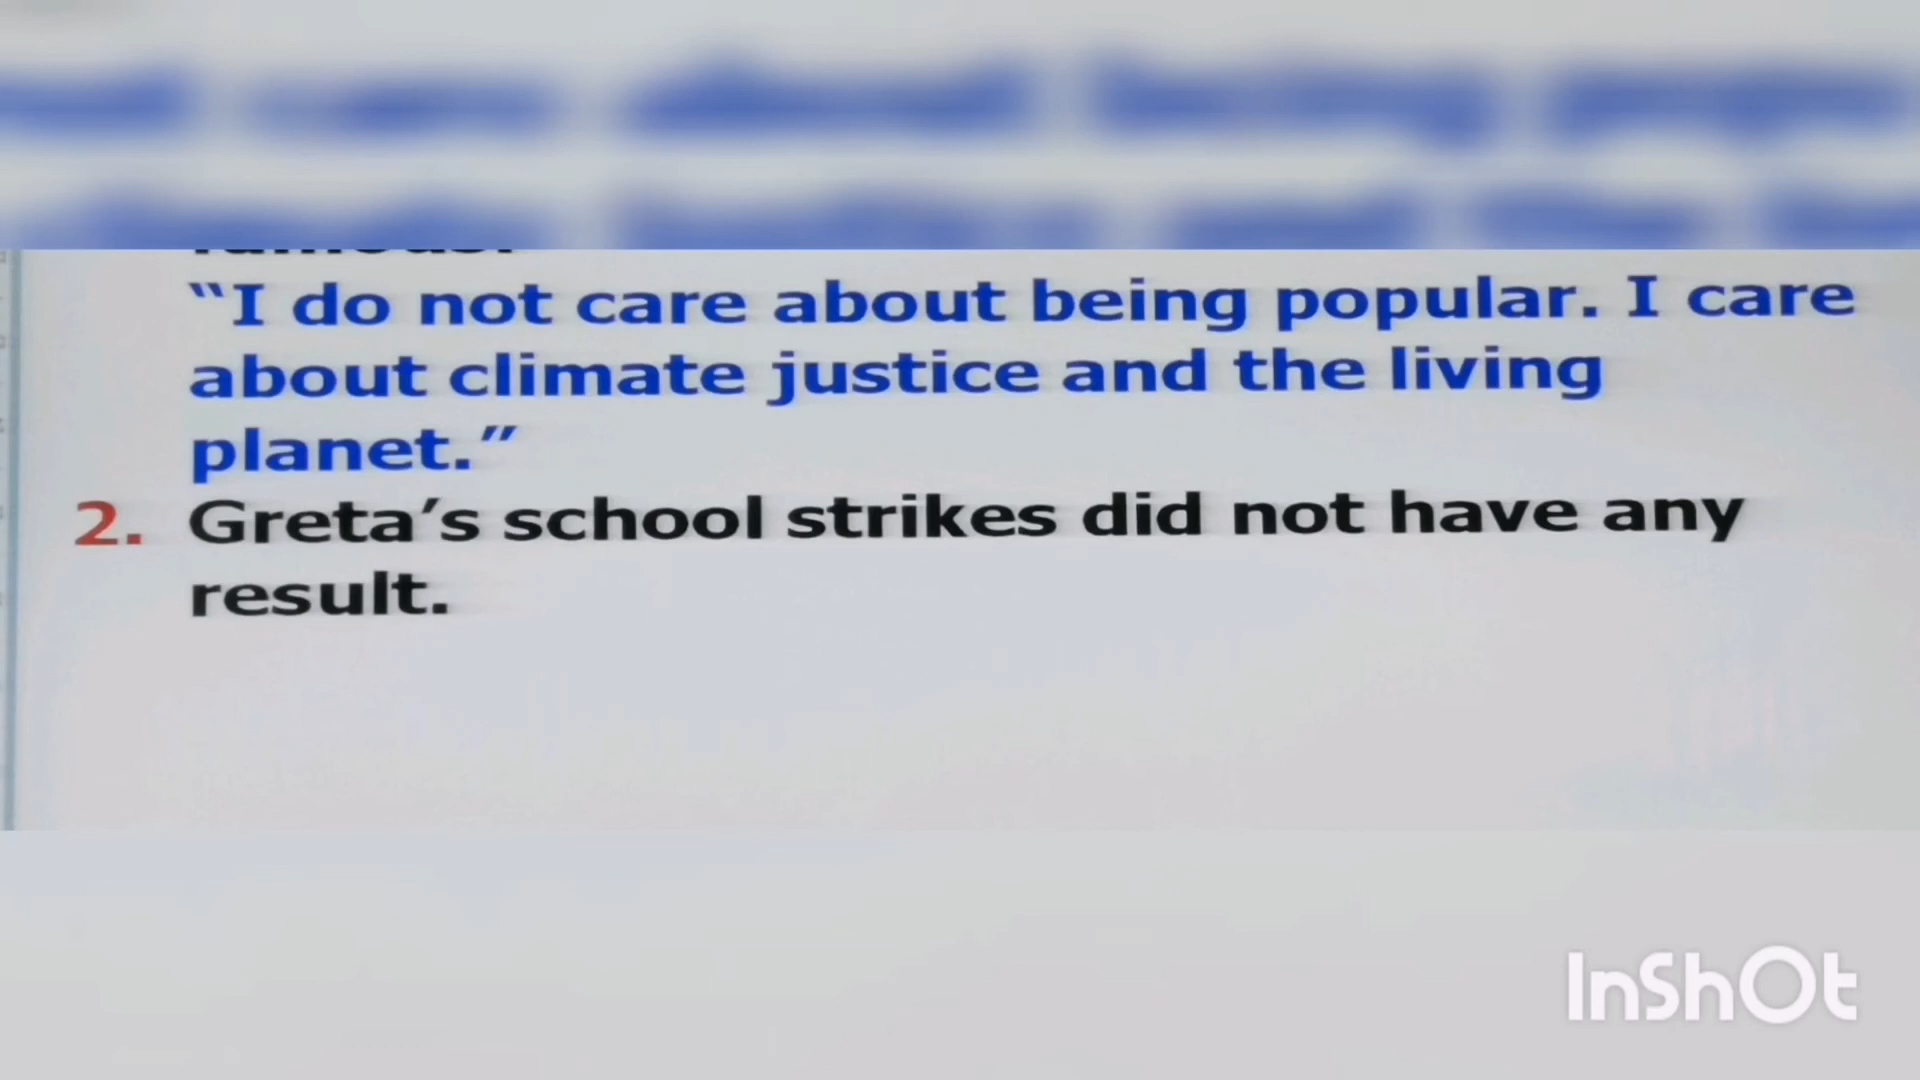 “I do not care about being popular. I care
about climate justice and the living
planet.”
2. Greta’s school strikes did not have any
result.
InShOt